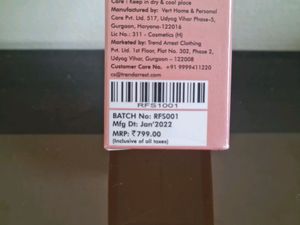 Care : Keep in dry & cool place
Manufactured by: Vert Home & Personal
Care Pvt. Ltd. 517, Udyog Vihar Phase-5,
Gurgaon, Haryana-122016
Lic No.: 311 - Cosmetics (H)
Marketed by: Trend Arrest Clothing
Pvt Ltd. 1st Floor, Plot No. 302, Phase 2,
Udyog Vihar, Gurgaon - 122008
Customer Care No. +91 9999411220
cs@trendarrest.com
RFS1001
BATCH No: RFS001
Mfg Dt: Jan'2022
MRP: ₹799.00
(Inclusive of all taxes)